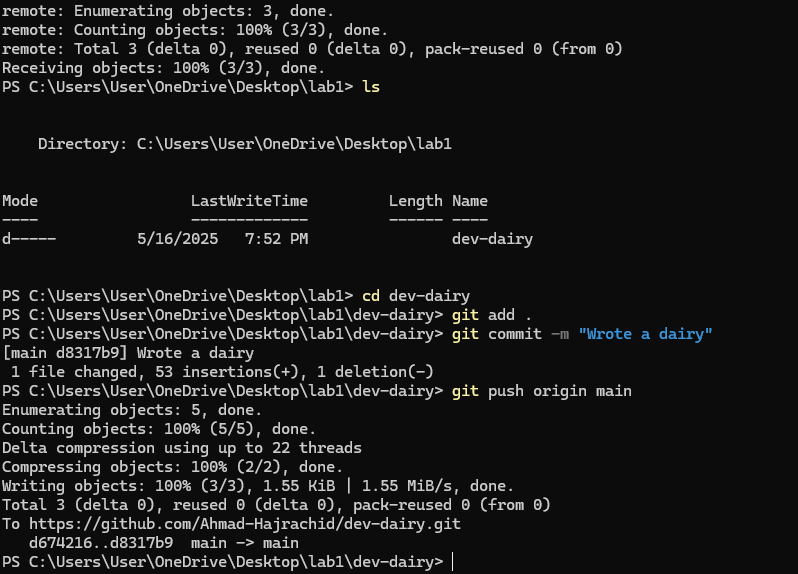 remote: Enumerating objects: 3, done.
remote: Counting objects: 100% (3/3), done.
remote: Total 3 (delta 0), reused 0 (delta 0), pack-reused 0 (from 0)
Receiving objects: 100% (3/3), done.
PS C:\Users\User\OneDrive\Desktop\lab1> ls
Directory: C:\Users\User\OneDrive\Desktop\lab1
Mode                 LastWriteTime         Length Name
----                 -------------         ------ ----
d-----         5/16/2025   7:52 PM                dev-dairy
PS C:\Users\User\OneDrive\Desktop\lab1> cd dev-dairy
PS C:\Users\User\OneDrive\Desktop\lab1\dev-dairy> git add .
PS C:\Users\User\OneDrive\Desktop\lab1\dev-dairy> git commit -m "Wrote a dairy"
[main d8317b9] Wrote a dairy
1 file changed, 53 insertions(+), 1 deletion(-)
PS C:\Users\User\OneDrive\Desktop\lab1\dev-dairy> git push origin main
Enumerating objects: 5, done.
Counting objects: 100% (5/5), done.
Delta compression using up to 22 threads
Compressing objects: 100% (2/2), done.
Writing objects: 100% (3/3), 1.55 KiB | 1.55 MiB/s, done.
Total 3 (delta 0), reused 0 (delta 0), pack-reused 0 (from 0)
To https://github.com/Ahmad-Hajrachid/dev-dairy.git
d674216..d8317b9  main -> main
PS C:\Users\User\OneDrive\Desktop\lab1\dev-dairy>